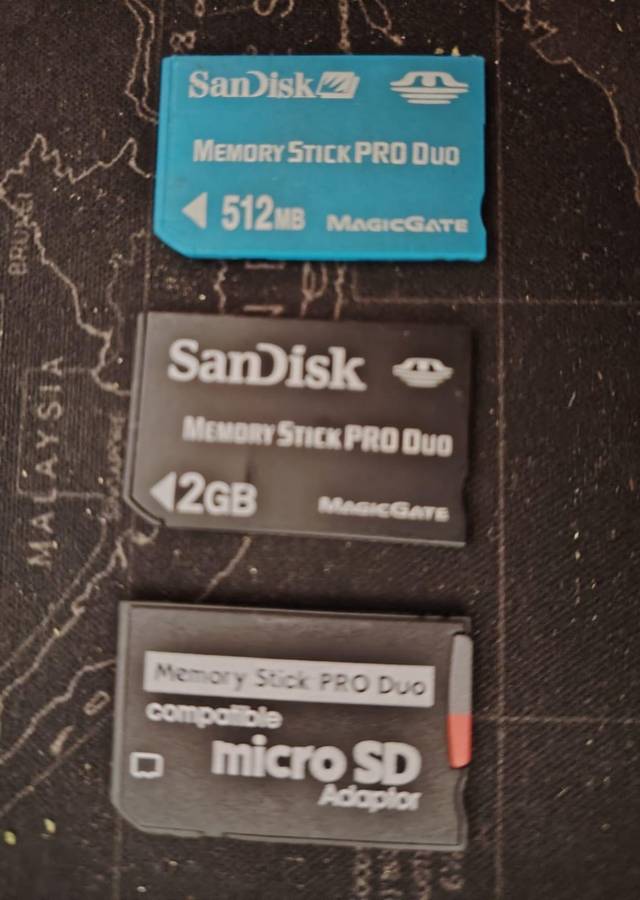 SanDisk
MEMORY STICK PRO DUO
512MB MAGICGATE
SanDisk
MEMORY STICK PRO DUO
2GB MAGICGATE
Memory Stick PRO Duo
compatible
micro SD
Adaptor
BRUNEI
MALAYSIA